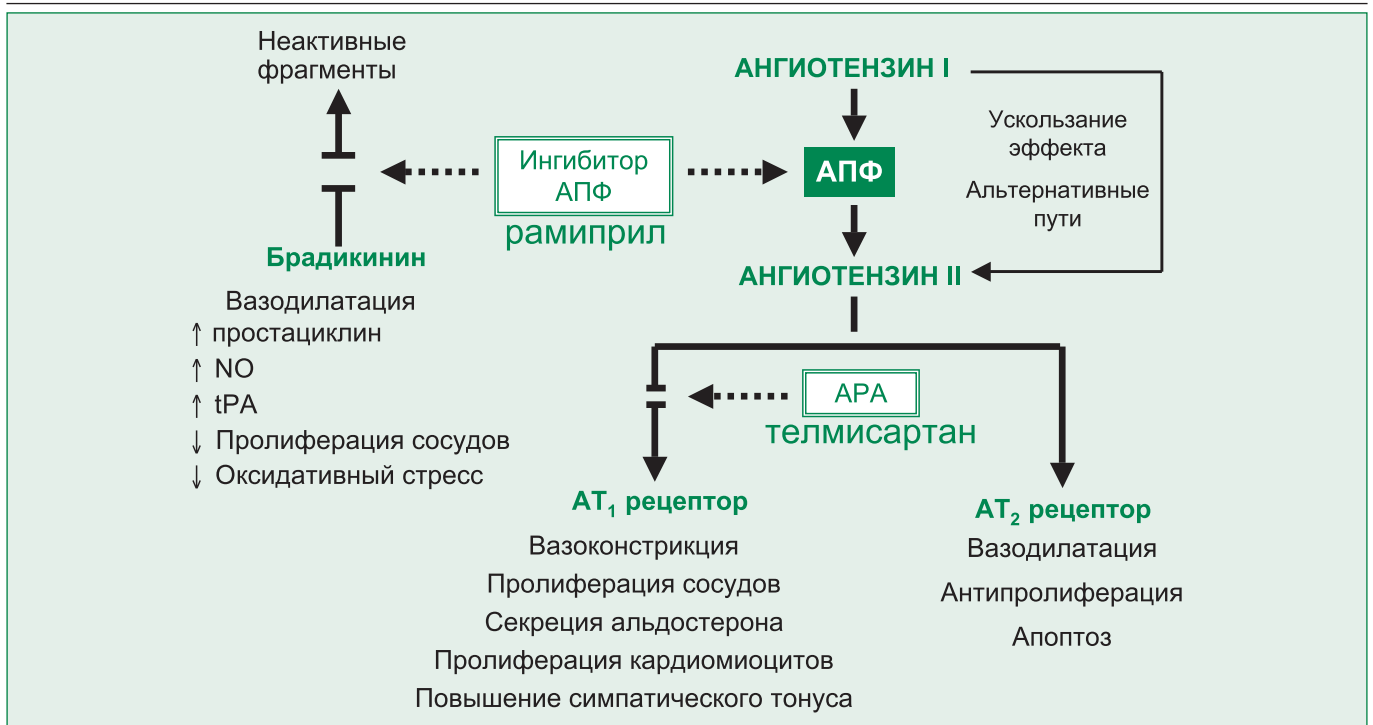 Неактивные
фрагменты
АНГИОТЕНЗИН I
Ускользание
эффекта
Альтернативные
пути
Ингибитор
АПФ
рамиприл
АПФ
Брадикинин
АНГИОТЕНЗИН II
Вазодилатация
↑ простациклин
↑ NO
↑ tPA
↓ Пролиферация сосудов
↓ Оксидативный стресс
АРА
телмисартан
АТ₁ рецептор
Вазоконстрикция
Пролиферация сосудов
Секреция альдостерона
Пролиферация кардиомиоцитов
Повышение симпатического тонуса
АТ₂ рецептор
Вазодилатация
Антипролиферация
Апоптоз